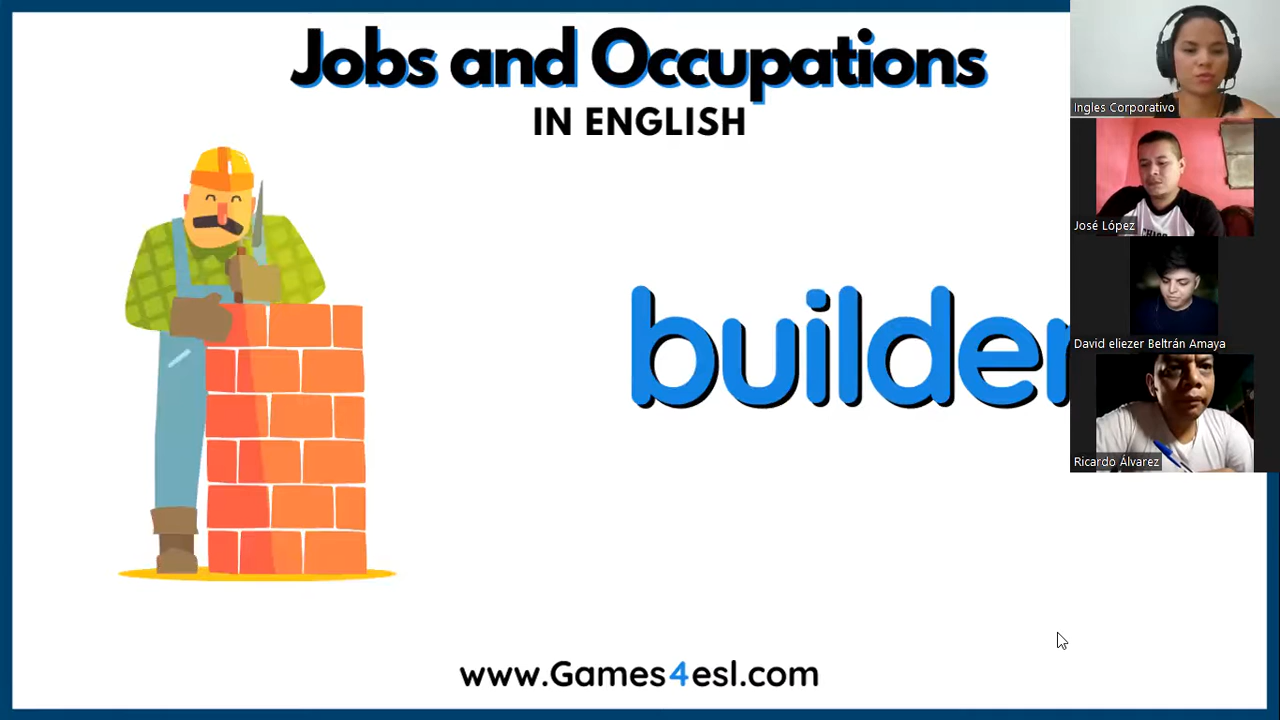 Jobs and Occupations
IN ENGLISH
builder
www.Games4esl.com
Ingles Corporativo
José López
David eliezer Beltrán Amaya
Ricardo Álvarez